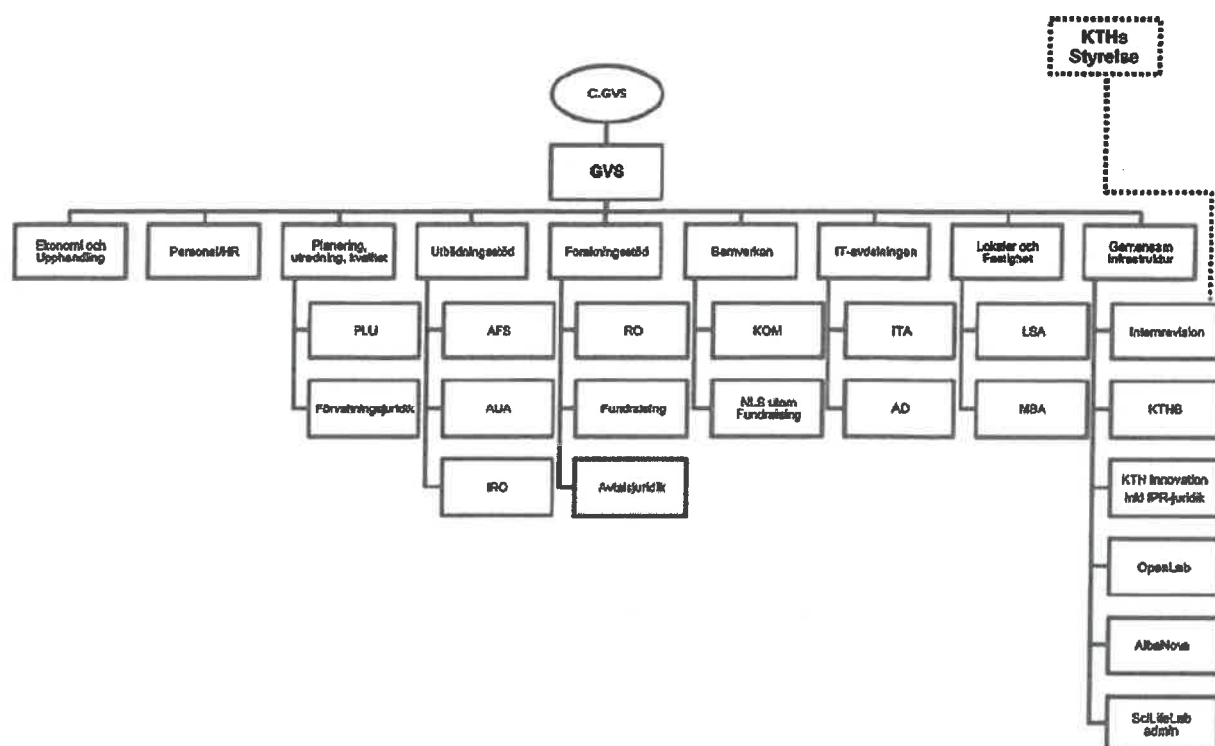 KTHs
Styrelse
C.GVS
GVS
Ekonomi och
Upphandling
Personal/HR
Planering,
utredning, kvalitet
Utbildningsstöd
Forskningsstöd
Samverkan
IT-avdelningen
Lokaler och
Fastighet
Gemensam
Infrastruktur
PLU
AFS
RO
KOM
ITA
LSA
Internrevision
Förvaltningsjuridik
AUA
Fundraising
NLS utom
Fundraising
AD
MSA
KTHB
IRO
Avtalsjuridik
KTH Innovation
inkl IPR-juridik
OpenLab
AlbaNova
SciLifeLab
admin